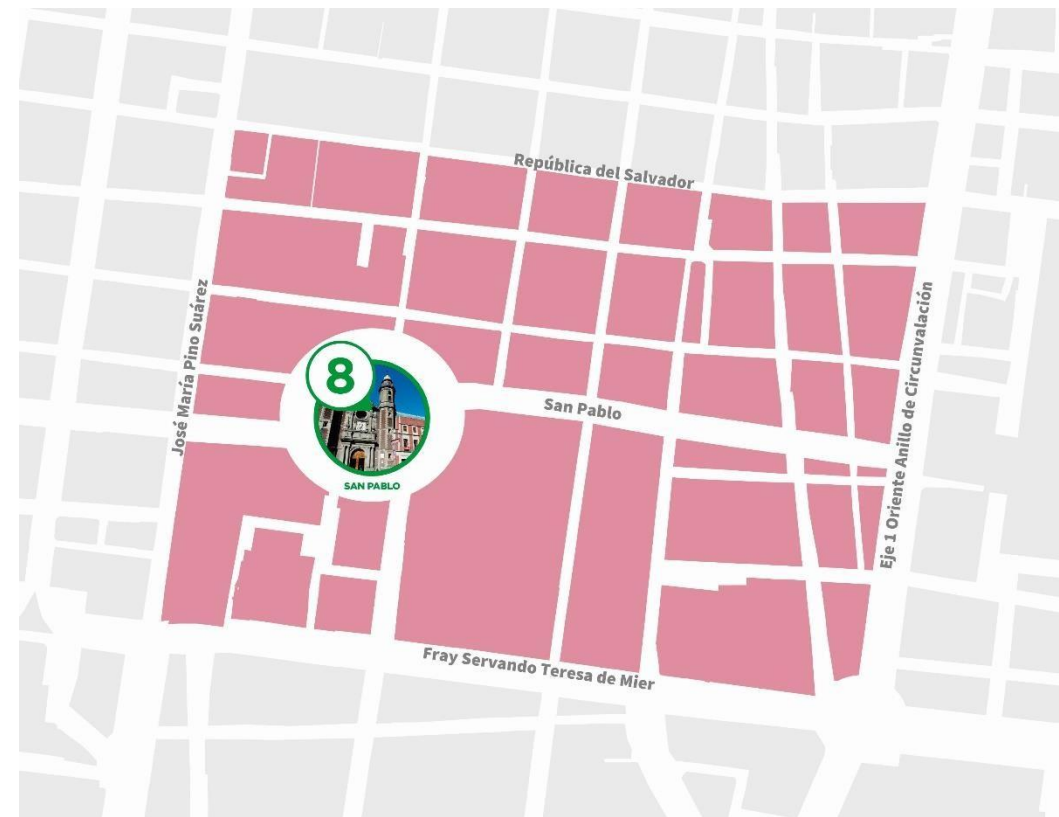 República del Salvador
José María Pino Suárez
8
SAN PABLO
San Pablo
Eje 1 Oriente Anillo de Circunvalación
Fray Servando Teresa de Mier